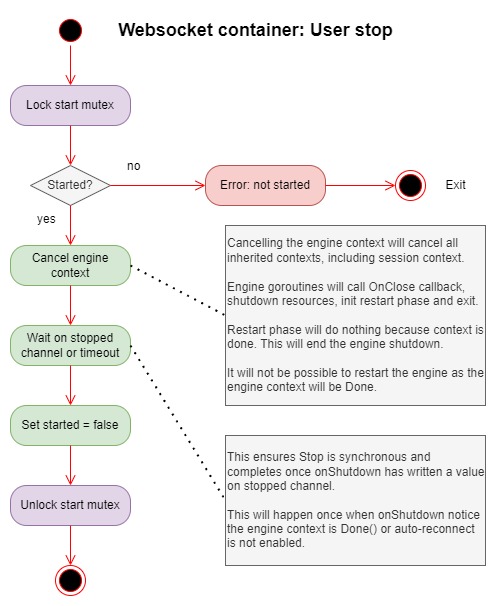 Websocket container: User stop
Lock start mutex
Started?
no
Error: not started
Exit
yes
Cancel engine
context
Cancelling the engine context will cancel all
inherited contexts, including session context.
Engine goroutines will call OnClose callback,
shutdown resources, init restart phase and exit.
Restart phase will do nothing because context is
done. This will end the engine shutdown.
It will not be possible to restart the engine as the
engine context will be Done.
Wait on stopped
channel or timeout
Set started = false
This ensures Stop is synchronous and
completes once onShutdown has written a value
on stopped channel.
This will happen once when onShutdown notice
the engine context is Done() or auto-reconnect
is not enabled.
Unlock start mutex